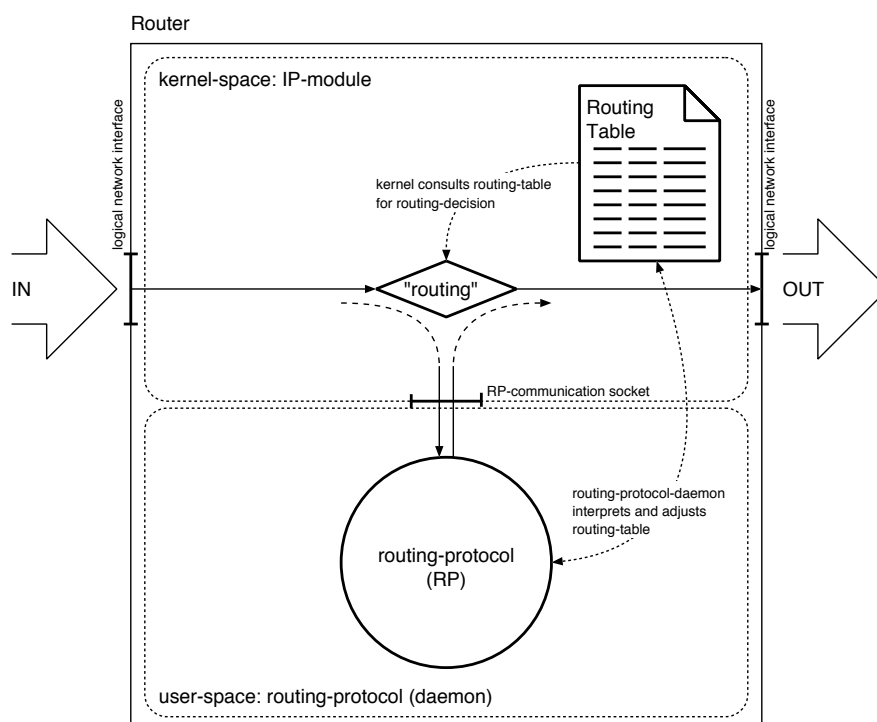 Router
kernel-space: IP-module
Routing
Table
logical network interface
logical network interface
kernel consults routing-table
for routing-decision
IN
"routing"
OUT
RP-communication socket
routing-protocol-daemon
interprets and adjusts
routing-table
routing-protocol
(RP)
user-space: routing-protocol (daemon)